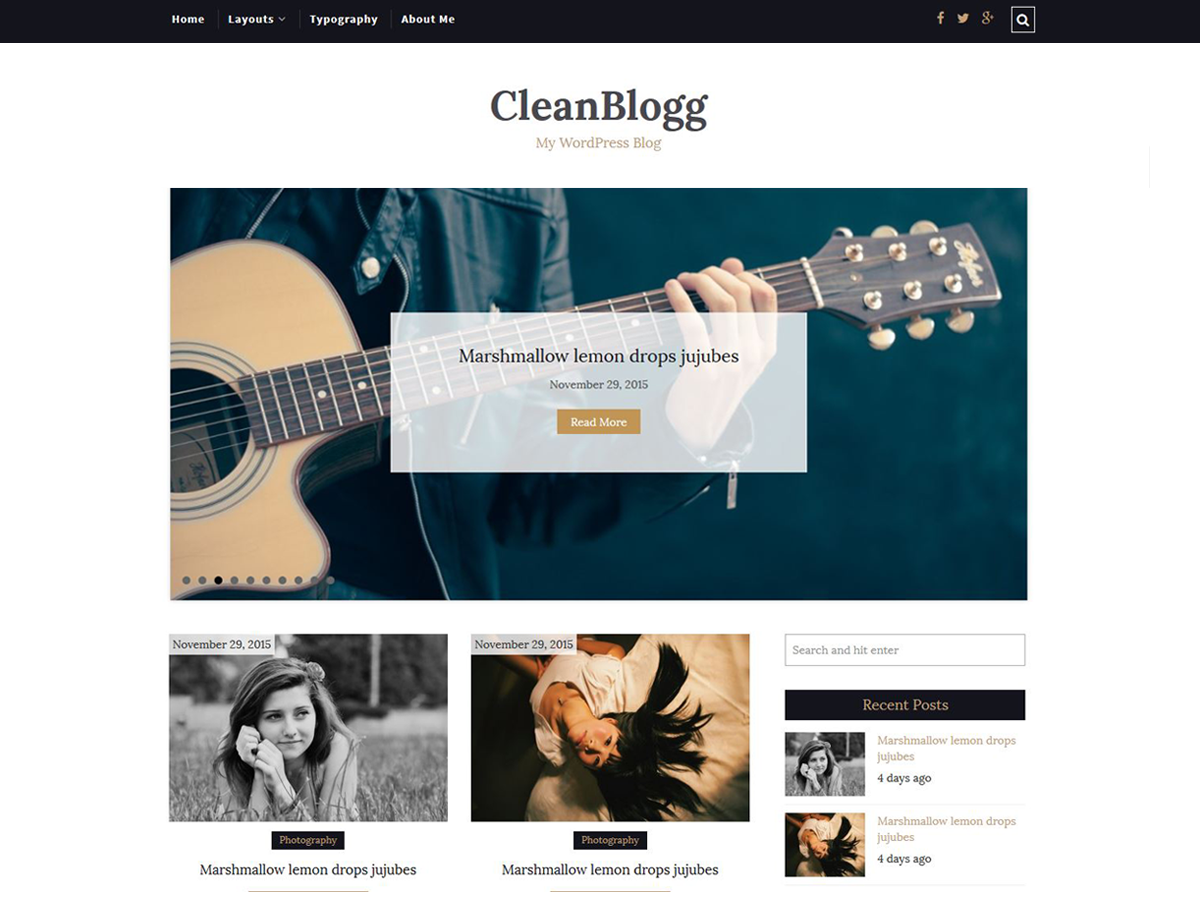 Home Layouts Typography About Me
CleanBlogg
My WordPress Blog
Marshmallow lemon drops jujubes
November 29, 2015
Read More
November 29, 2015
Photography
Marshmallow lemon drops jujubes
November 29, 2015
Photography
Marshmallow lemon drops jujubes
Search and hit enter
Recent Posts
Marshmallow lemon drops
jujubes
4 days ago
Marshmallow lemon drops
jujubes
4 days ago